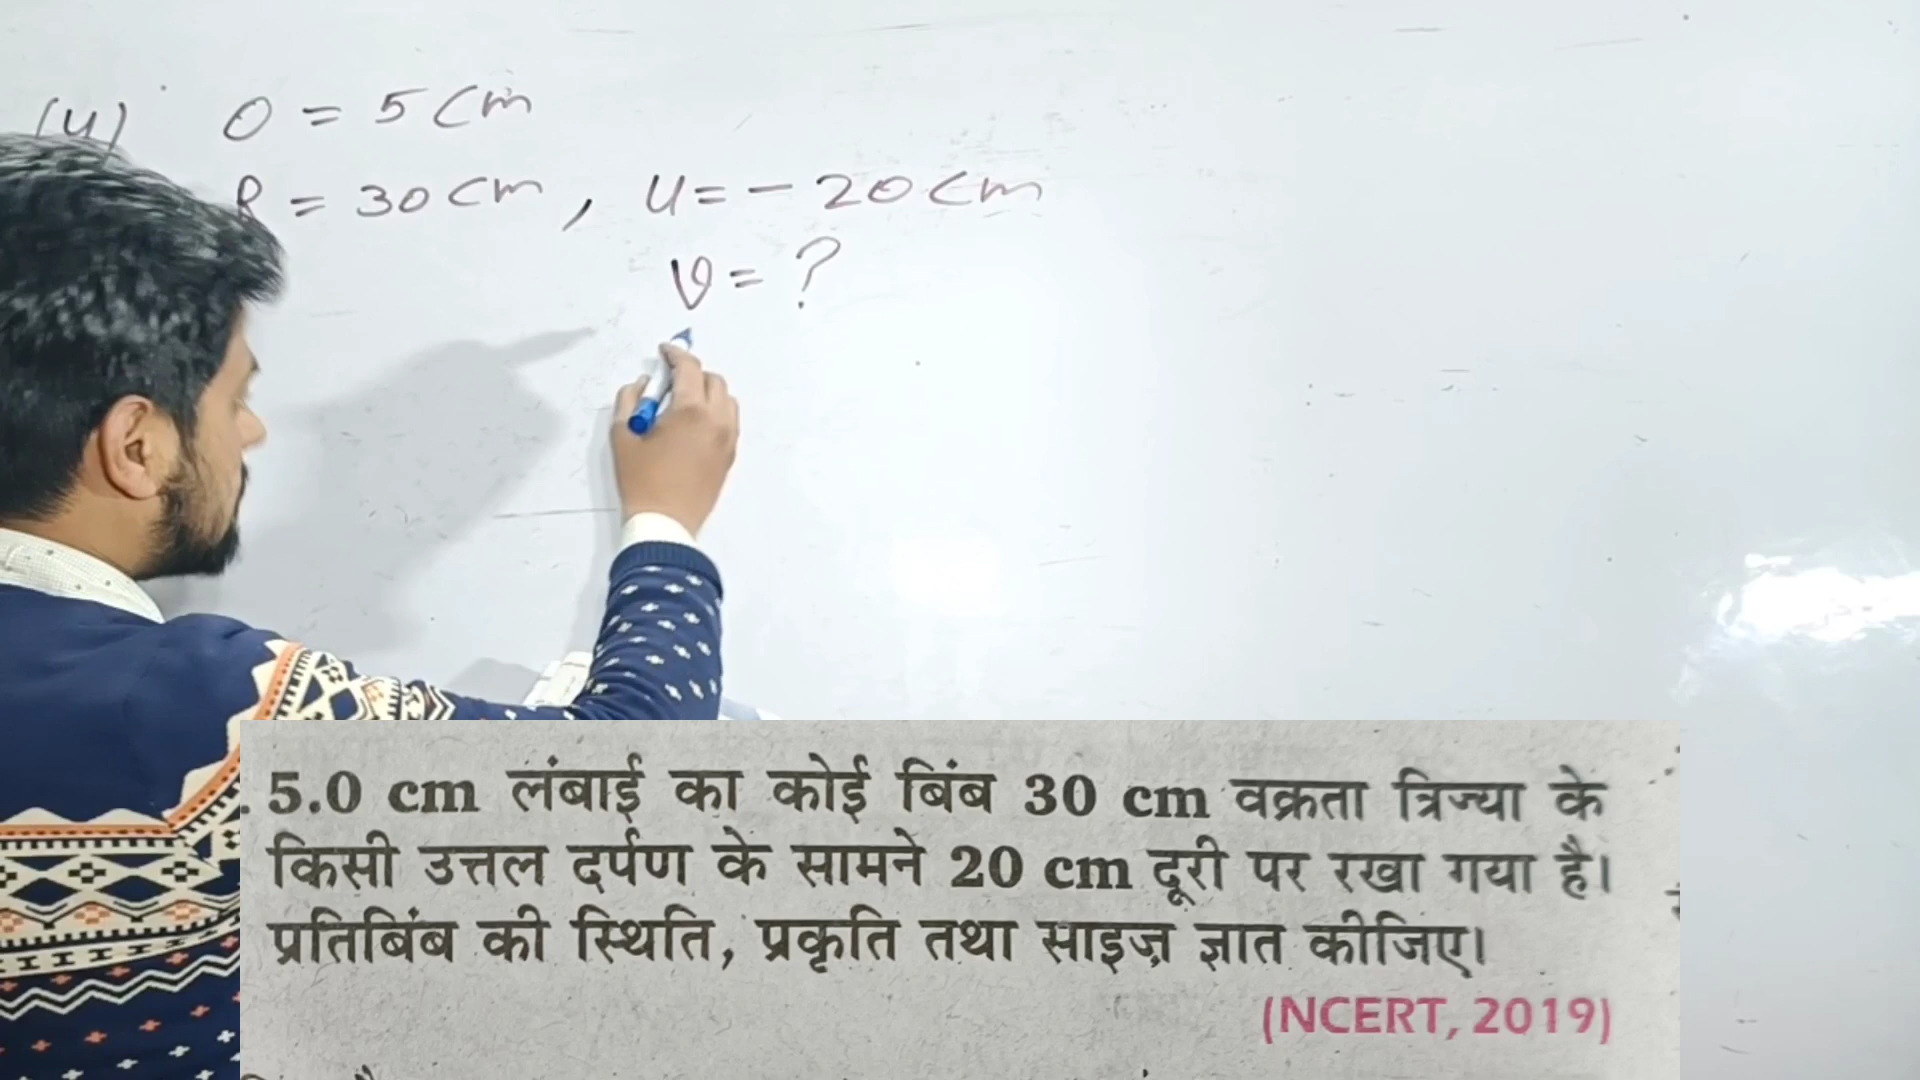 (4) O = 5 cm
R = 30 cm, u = - 20 cm
v = ?
5.0 cm लंबाई का कोई बिंब 30 cm वक्रता त्रिज्या के
किसी उत्तल दर्पण के सामने 20 cm दूरी पर रखा गया है।
प्रतिबिंब की स्थिति, प्रकृति तथा साइज़ ज्ञात कीजिए।
(NCERT, 2019)